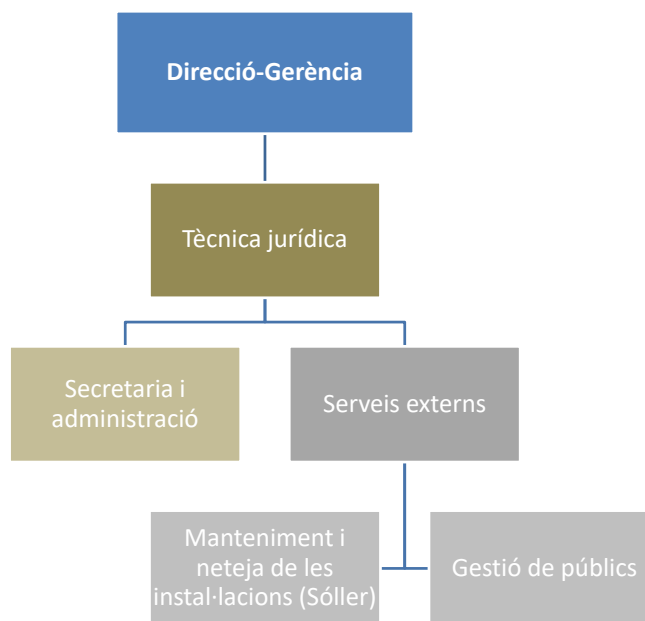 Direcció-Gerència
Tècnica jurídica
Secretaria i
administració
Serveis externs
Manteniment i
neteja de les
instal·lacions (Sóller)
Gestió de públics